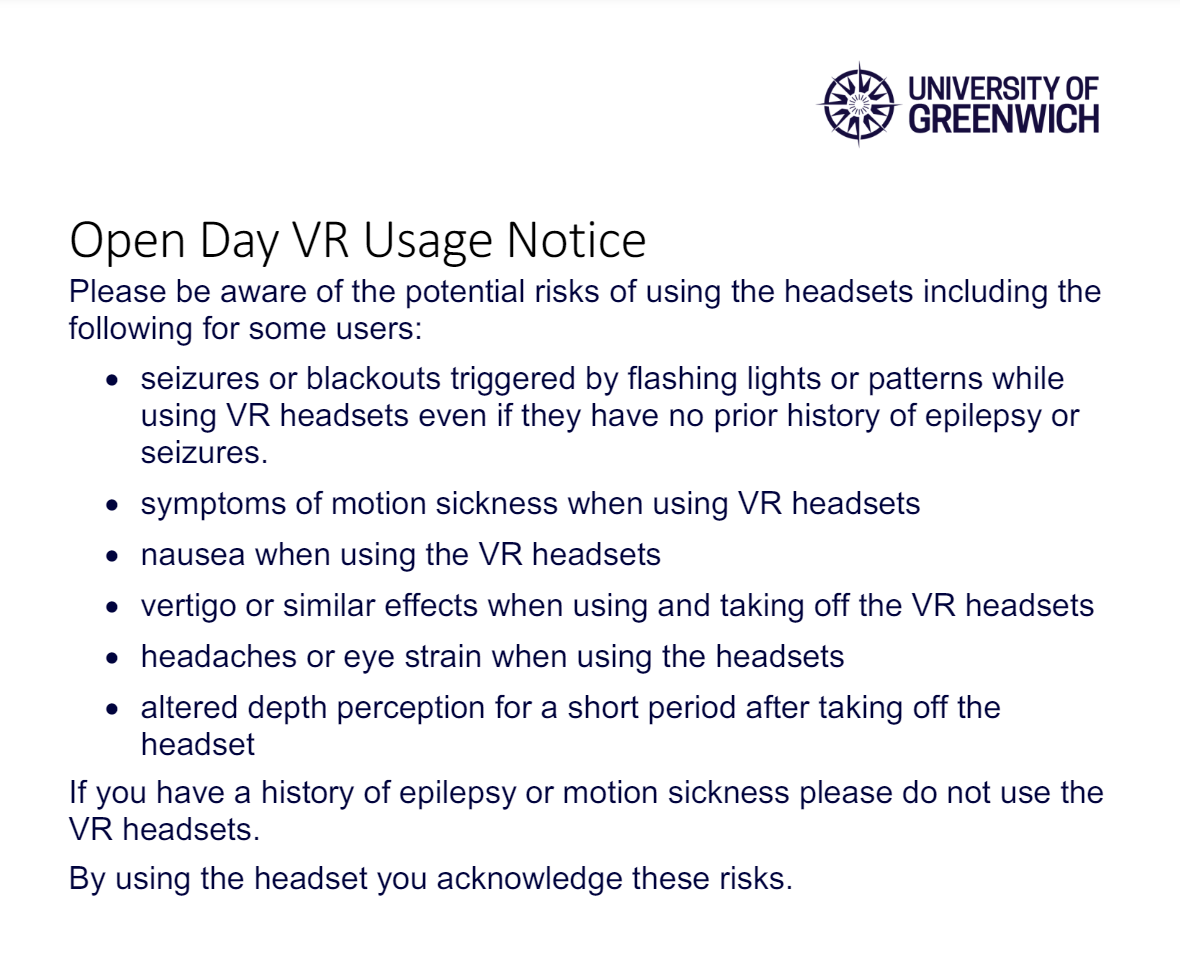 UNIVERSITY OF
GREENWICH
Open Day VR Usage Notice
Please be aware of the potential risks of using the headsets including the
following for some users:
• seizures or blackouts triggered by flashing lights or patterns while
using VR headsets even if they have no prior history of epilepsy or
seizures.
• symptoms of motion sickness when using VR headsets
• nausea when using the VR headsets
• vertigo or similar effects when using and taking off the VR headsets
• headaches or eye strain when using the headsets
• altered depth perception for a short period after taking off the
headset
If you have a history of epilepsy or motion sickness please do not use the
VR headsets.
By using the headset you acknowledge these risks.